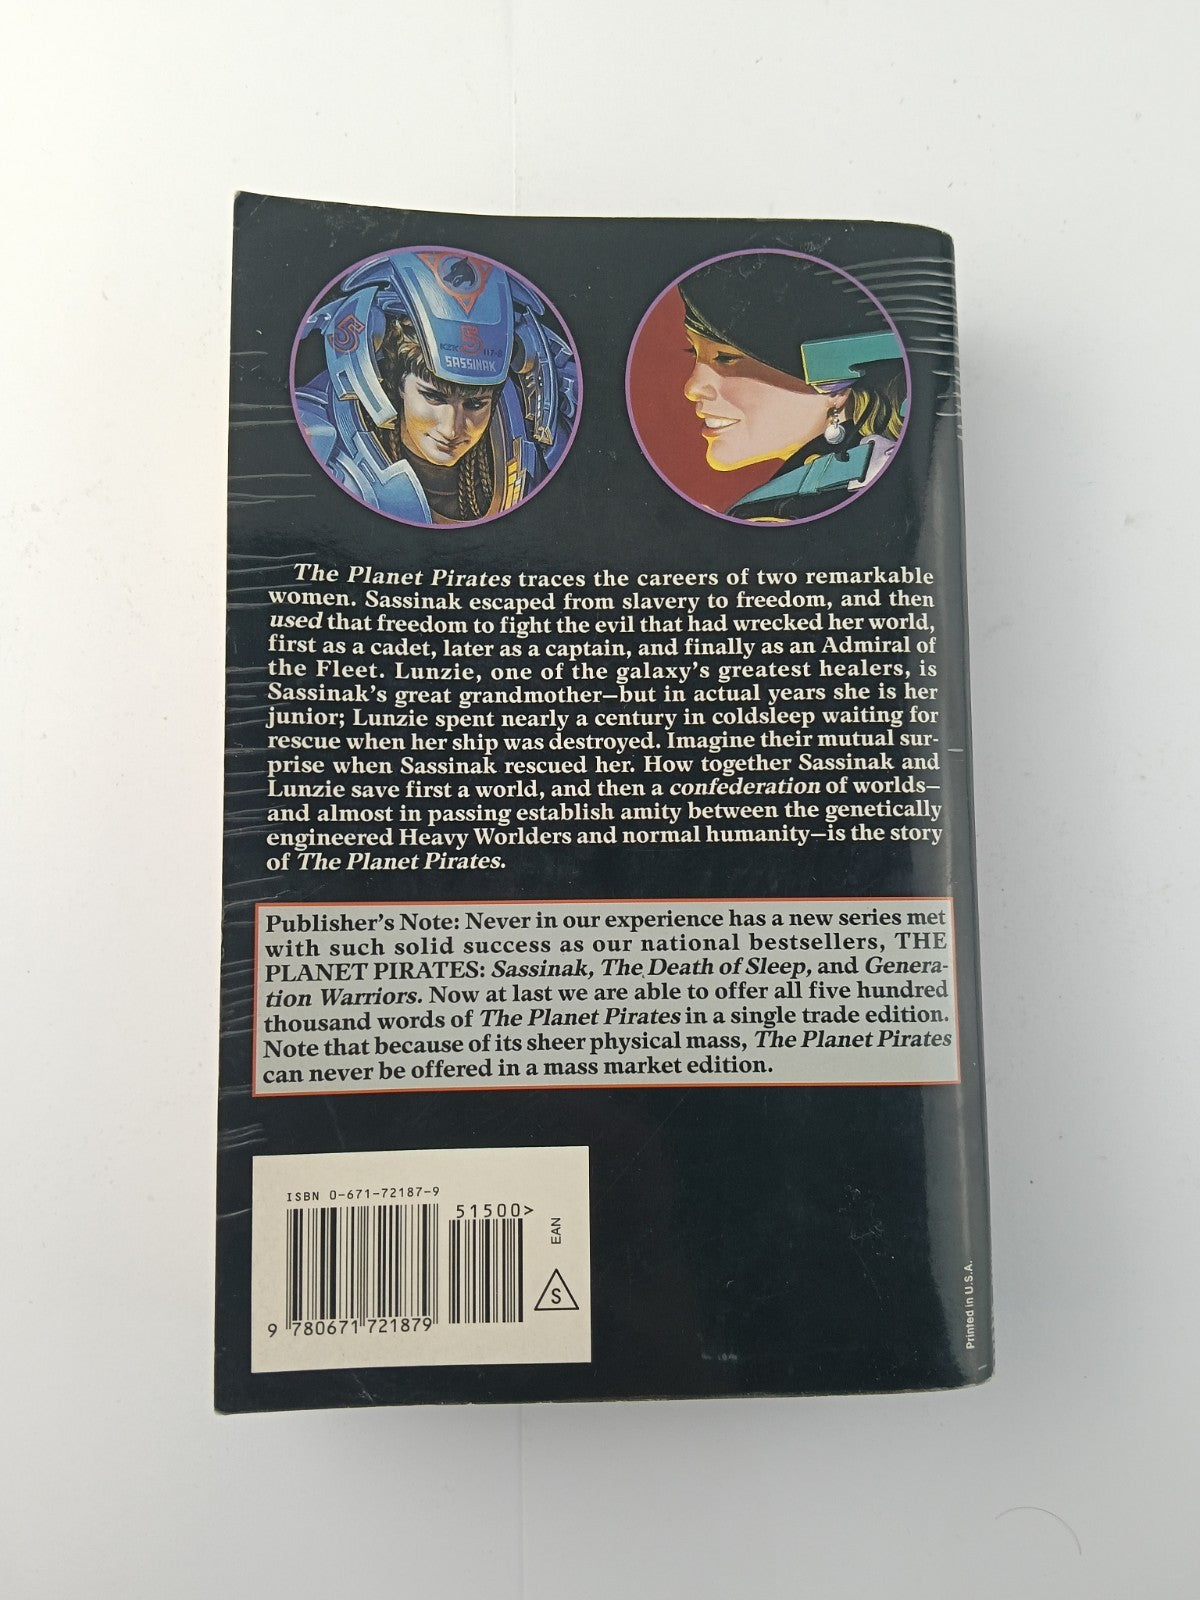 KZK S 117-8
SASSINAK
The Planet Pirates traces the careers of two remarkable
women. Sassinak escaped from slavery to freedom, and then
used that freedom to fight the evil that had wrecked her world,
first as a cadet, later as a captain, and finally as an Admiral of
the Fleet. Lunzie, one of the galaxy's greatest healers, is
Sassinak's great grandmother—but in actual years she is her
junior; Lunzie spent nearly a century in coldsleep waiting for
rescue when her ship was destroyed. Imagine their mutual sur-
prise when Sassinak rescued her. How together Sassinak and
Lunzie save first a world, and then a confederation of worlds—
and almost in passing establish amity between the genetically
engineered Heavy Worlders and normal humanity—is the story
of The Planet Pirates.
Publisher's Note: Never in our experience has a new series met
with such solid success as our national bestsellers, THE
PLANET PIRATES: Sassinak, The Death of Sleep, and Genera-
tion Warriors. Now at last we are able to offer all five hundred
thousand words of The Planet Pirates in a single trade edition.
Note that because of its sheer physical mass, The Planet Pirates
can never be offered in a mass market edition.
ISBN 0-671-72187-9
51500>
EAN
S
9 780671 721879
Printed in U.S.A.